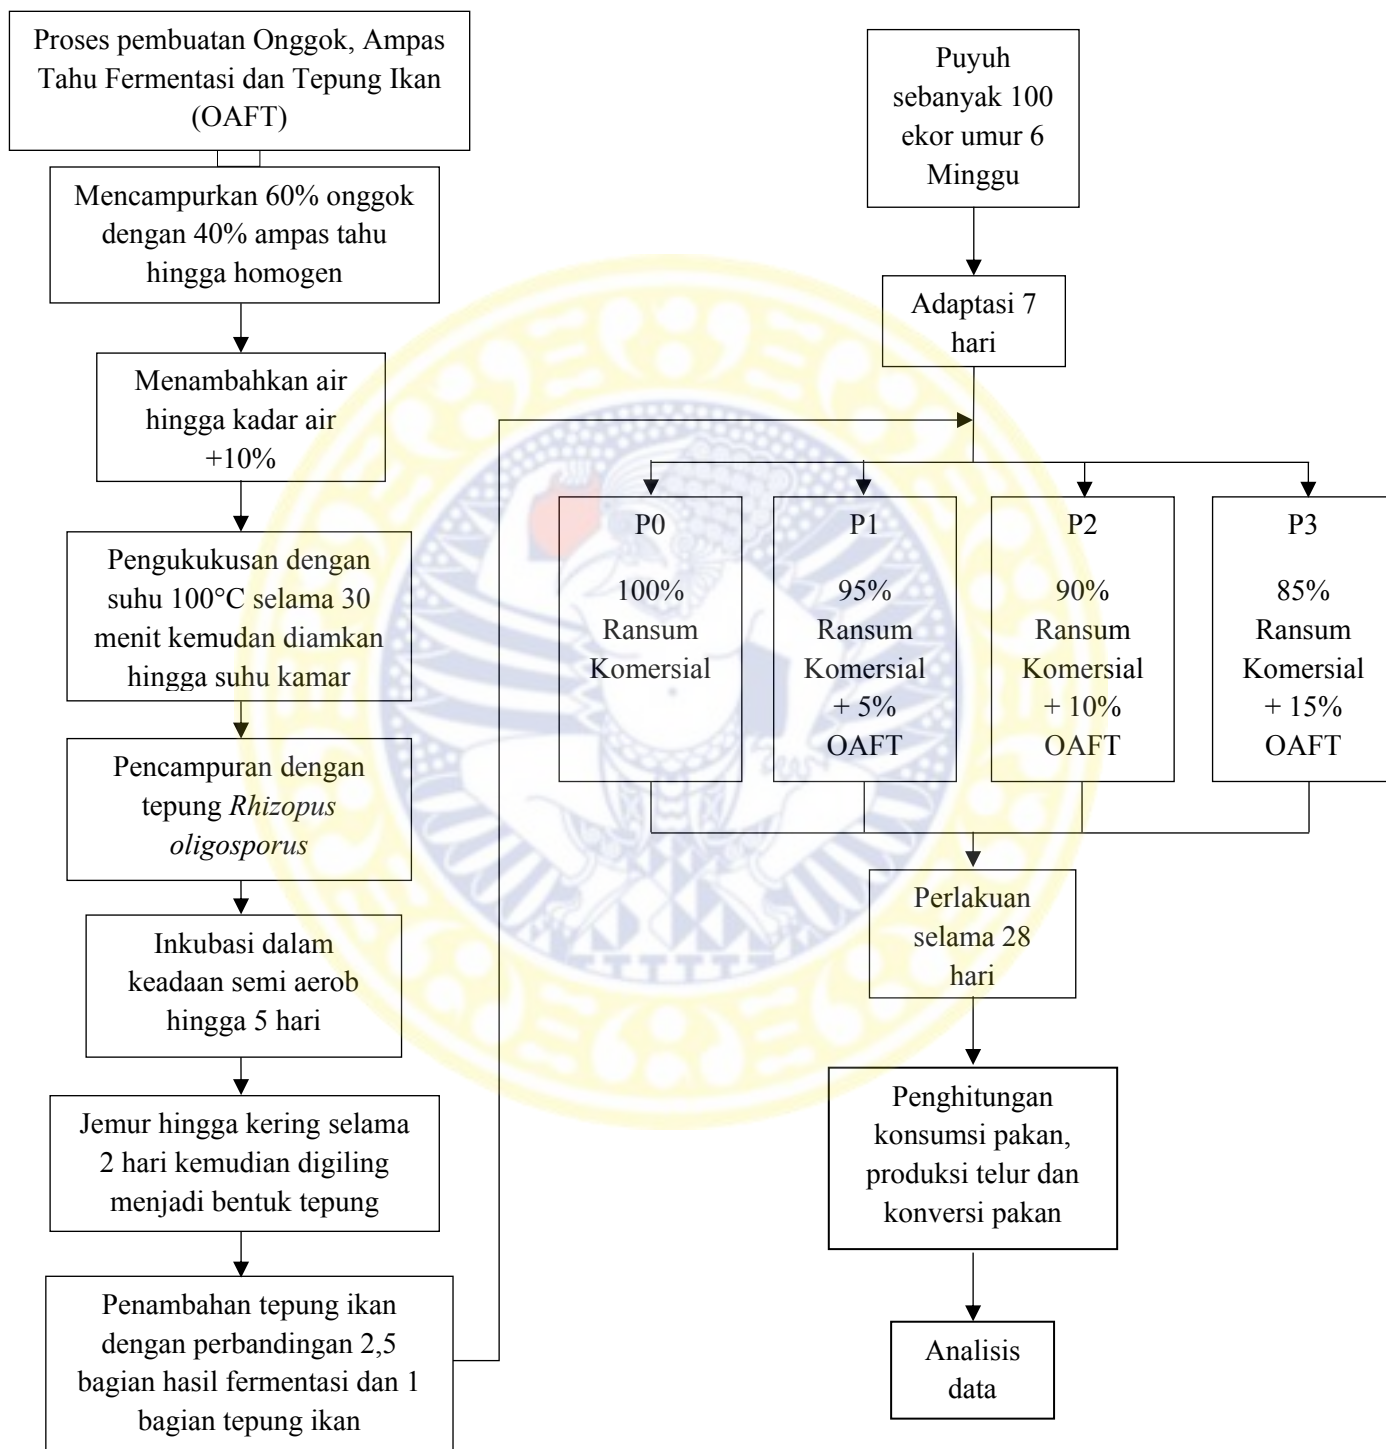 Proses pembuatan Onggok, Ampas
Tahu Fermentasi dan Tepung Ikan
(OAFT)
Mencampurkan 60% onggok
dengan 40% ampas tahu
hingga homogen
Menambahkan air
hingga kadar air
+10%
Pengukukusan dengan
suhu 100°C selama 30
menit kemudan diamkan
hingga suhu kamar
Pencampuran dengan
tepung Rhizopus
oligosporus
Inkubasi dalam
keadaan semi aerob
hingga 5 hari
Jemur hingga kering selama
2 hari kemudian digiling
menjadi bentuk tepung
Penambahan tepung ikan
dengan perbandingan 2,5
bagian hasil fermentasi dan 1
bagian tepung ikan
Puyuh
sebanyak 100
ekor umur 6
Minggu
Adaptasi 7
hari
P0
100%
Ransum
Komersial
P1
95%
Ransum
Komersial
+ 5%
OAFT
P2
90%
Ransum
Komersial
+ 10%
OAFT
P3
85%
Ransum
Komersial
+ 15%
OAFT
Perlakuan
selama 28
hari
Penghitungan
konsumsi pakan,
produksi telur dan
konversi pakan
Analisis
data